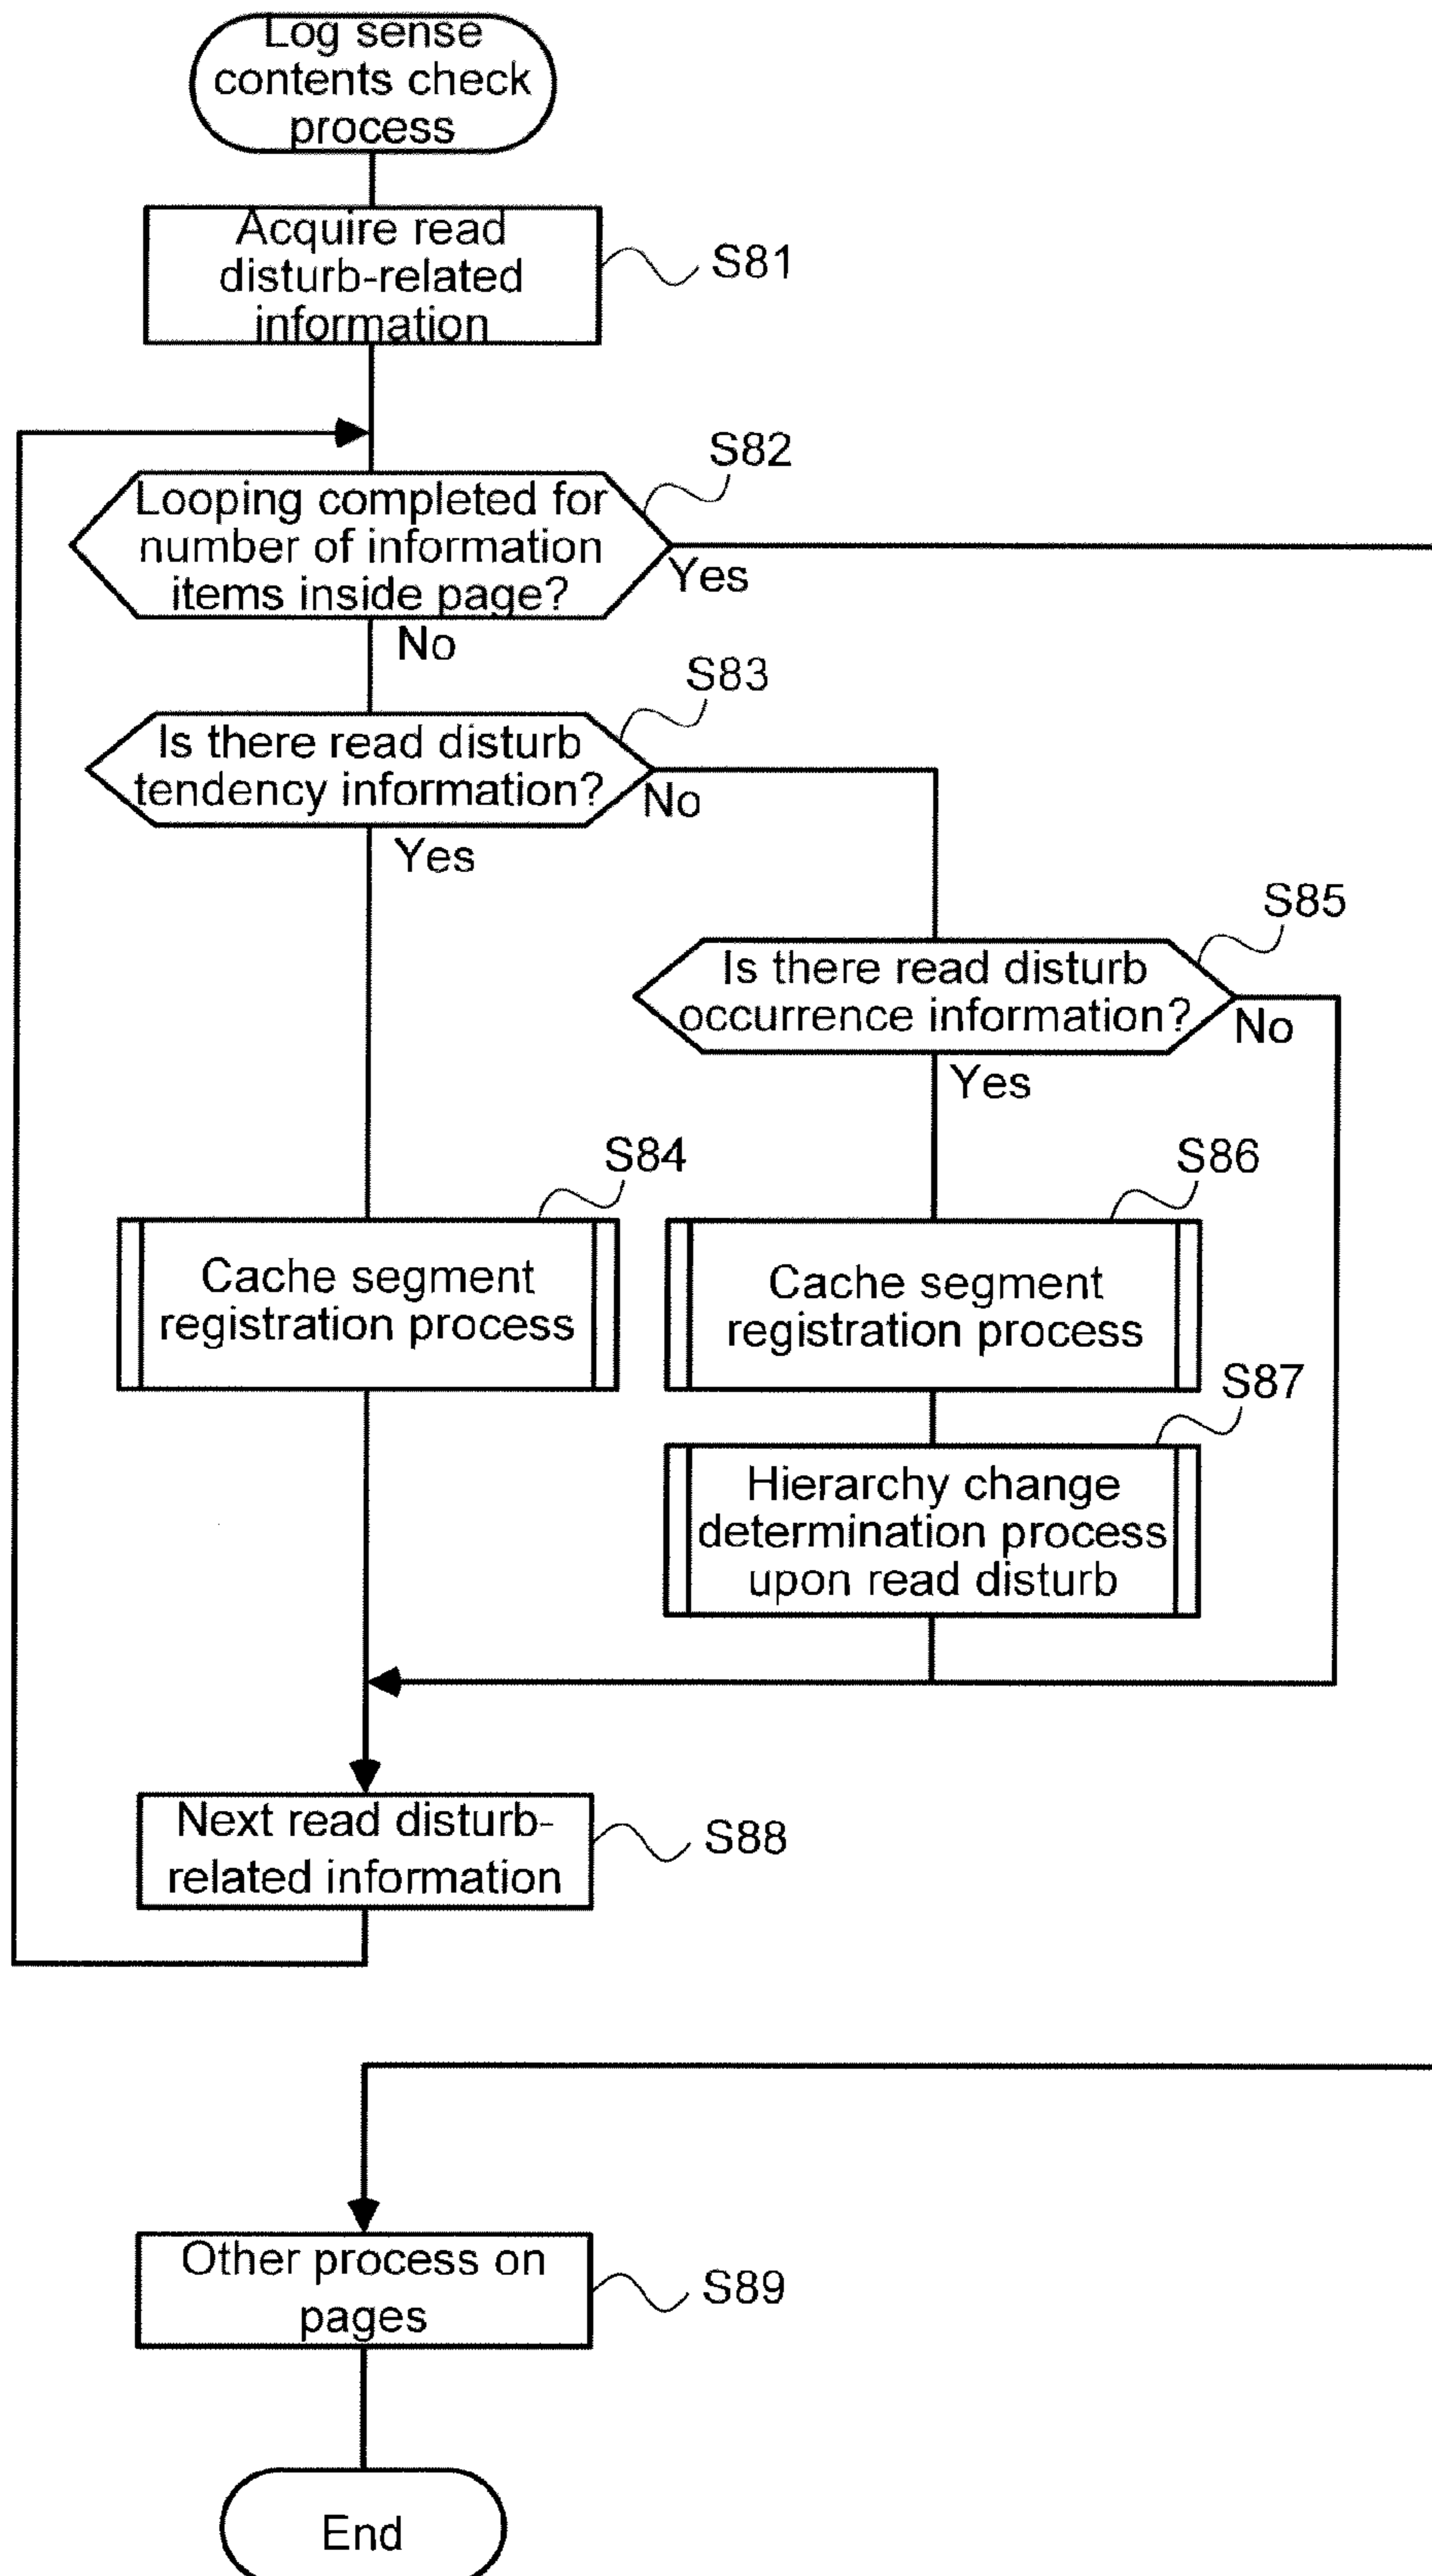 Log sense
contents check
process
Acquire read
disturb-related
information
S81
S82
Looping completed for
number of information
items inside page?
Yes
No
S83
Is there read disturb
tendency information?
No
Yes
S85
Is there read disturb
occurrence information?
No
Yes
S84
Cache segment
registration process
S86
Cache segment
registration process
S87
Hierarchy change
determination process
upon read disturb
Next read disturb-
related information
S88
Other process on
pages
S89
End